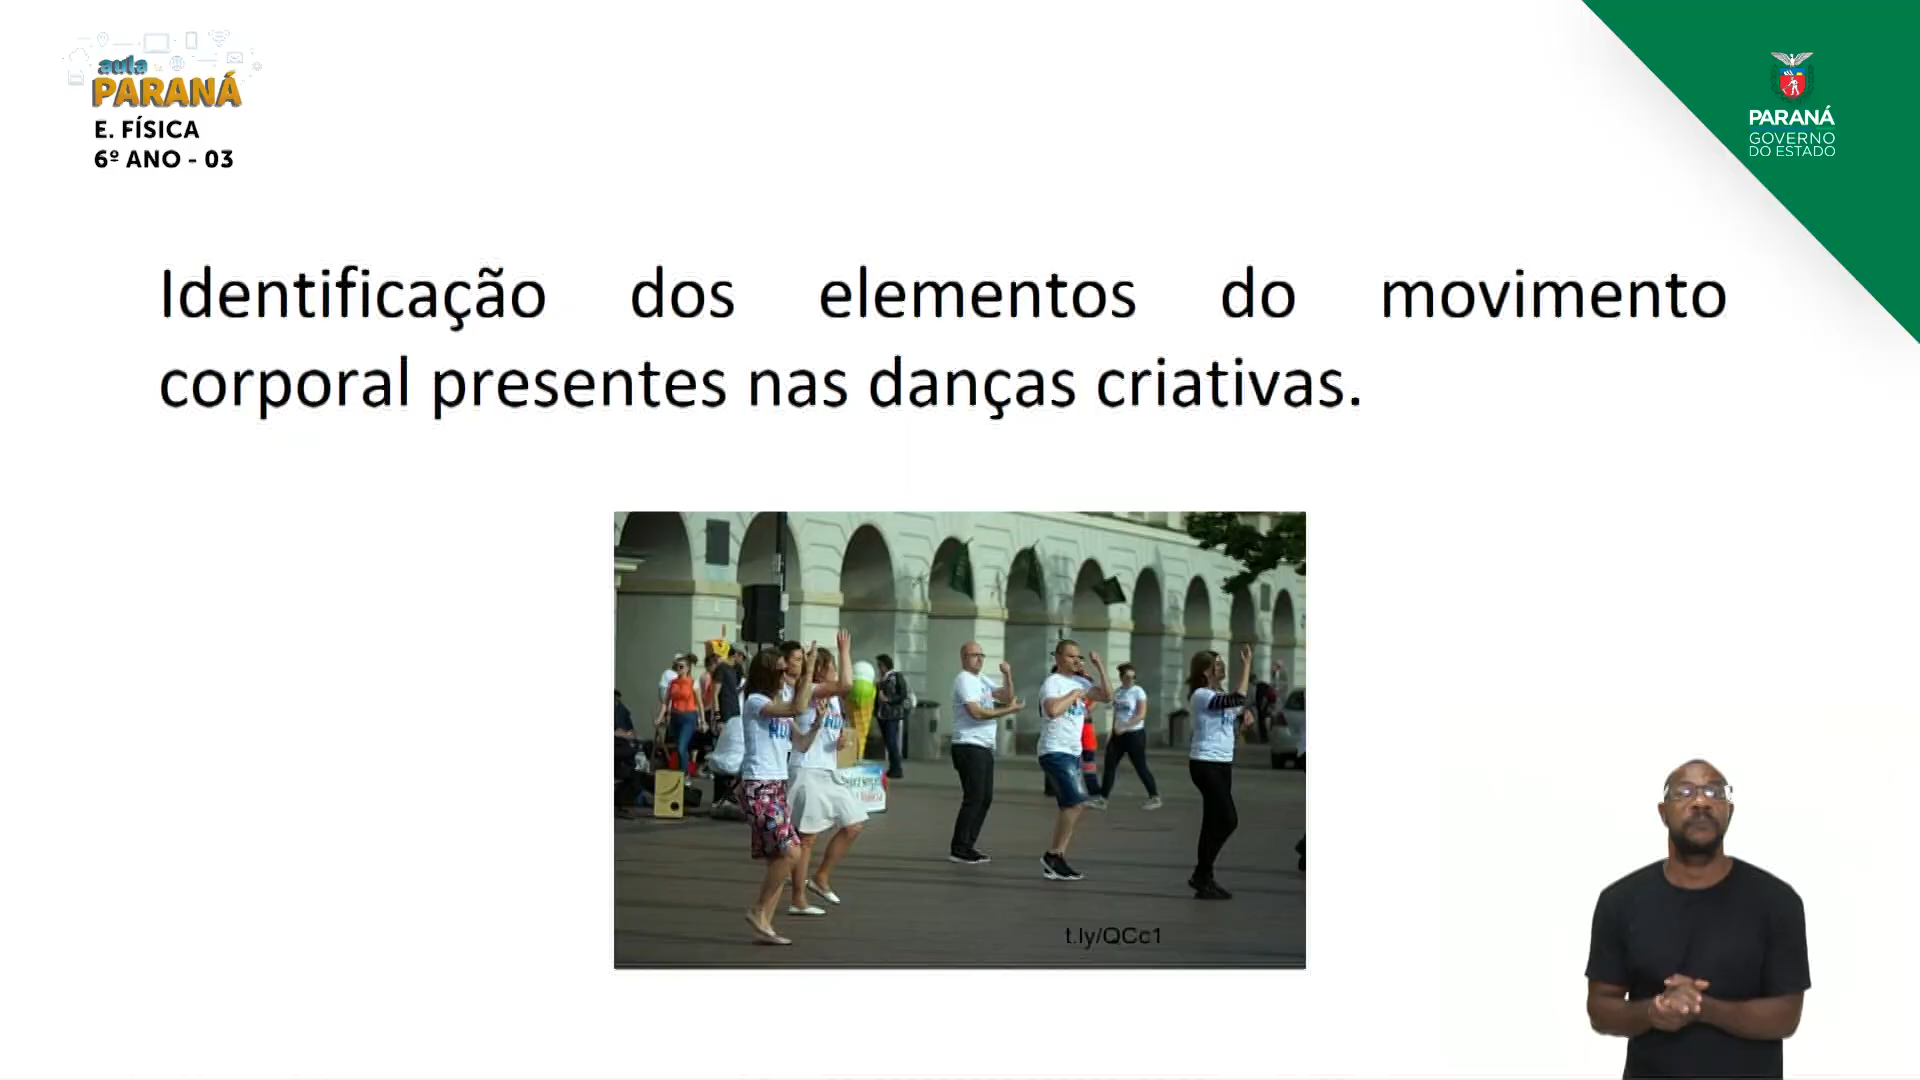 aula
PARANÁ
E. FÍSICA
6º ANO - 03
PARANÁ
GOVERNO
DO ESTADO
Identificação dos elementos do movimento
corporal presentes nas danças criativas.
t.ly/QCc1